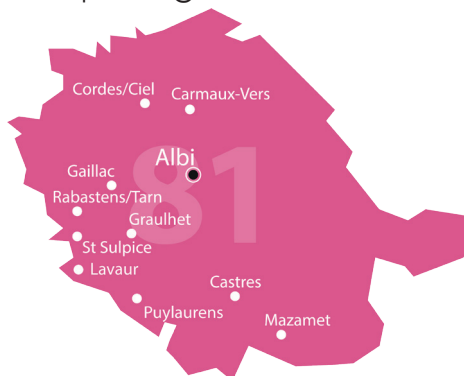 Cordes/Ciel
Carmaux-Vers
Albi
81
Gaillac
Rabastens/Tarn
Graulhet
St Sulpice
Lavaur
Castres
Puylaurens
Mazamet